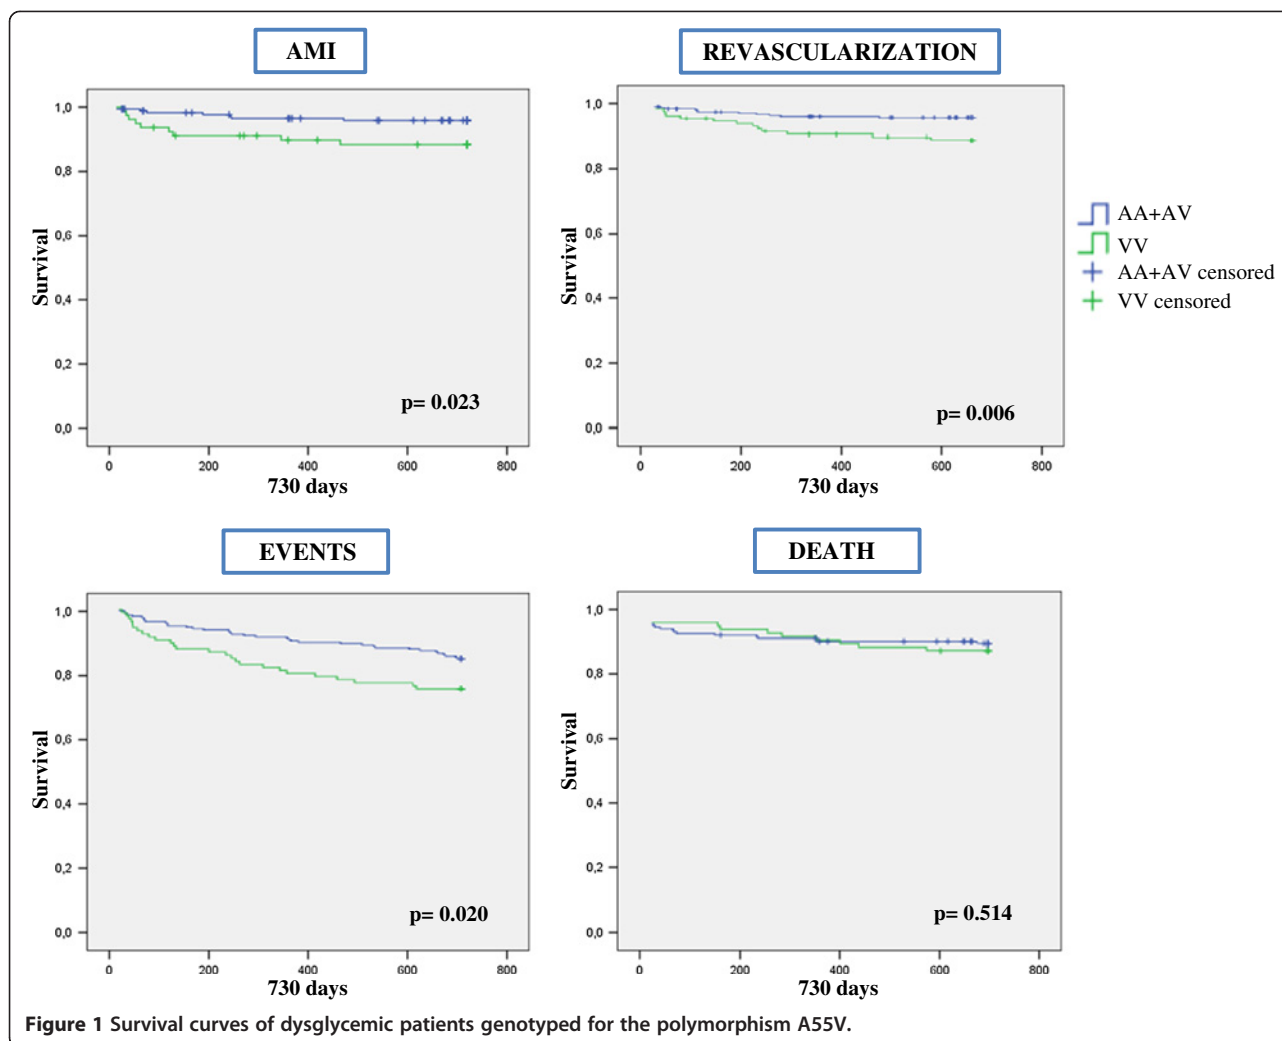 AMI
Survival
1,0
0,8
0,6
0,4
0,2
0,0
p= 0.023
0 200 400 600 800
730 days
REVASCULARIZATION
Survival
1,0
0,8
0,6
0,4
0,2
0,0
p= 0.006
0 200 400 600 800
730 days
AA+AV
VV
AA+AV censored
VV censored
EVENTS
Survival
1,0
0,8
0,6
0,4
0,2
0,0
p= 0.020
0 200 400 600 800
730 days
DEATH
Survival
1,0
0,8
0,6
0,4
0,2
0,0
p= 0.514
0 200 400 600 800
730 days
Figure 1 Survival curves of dysglycemic patients genotyped for the polymorphism A55V.